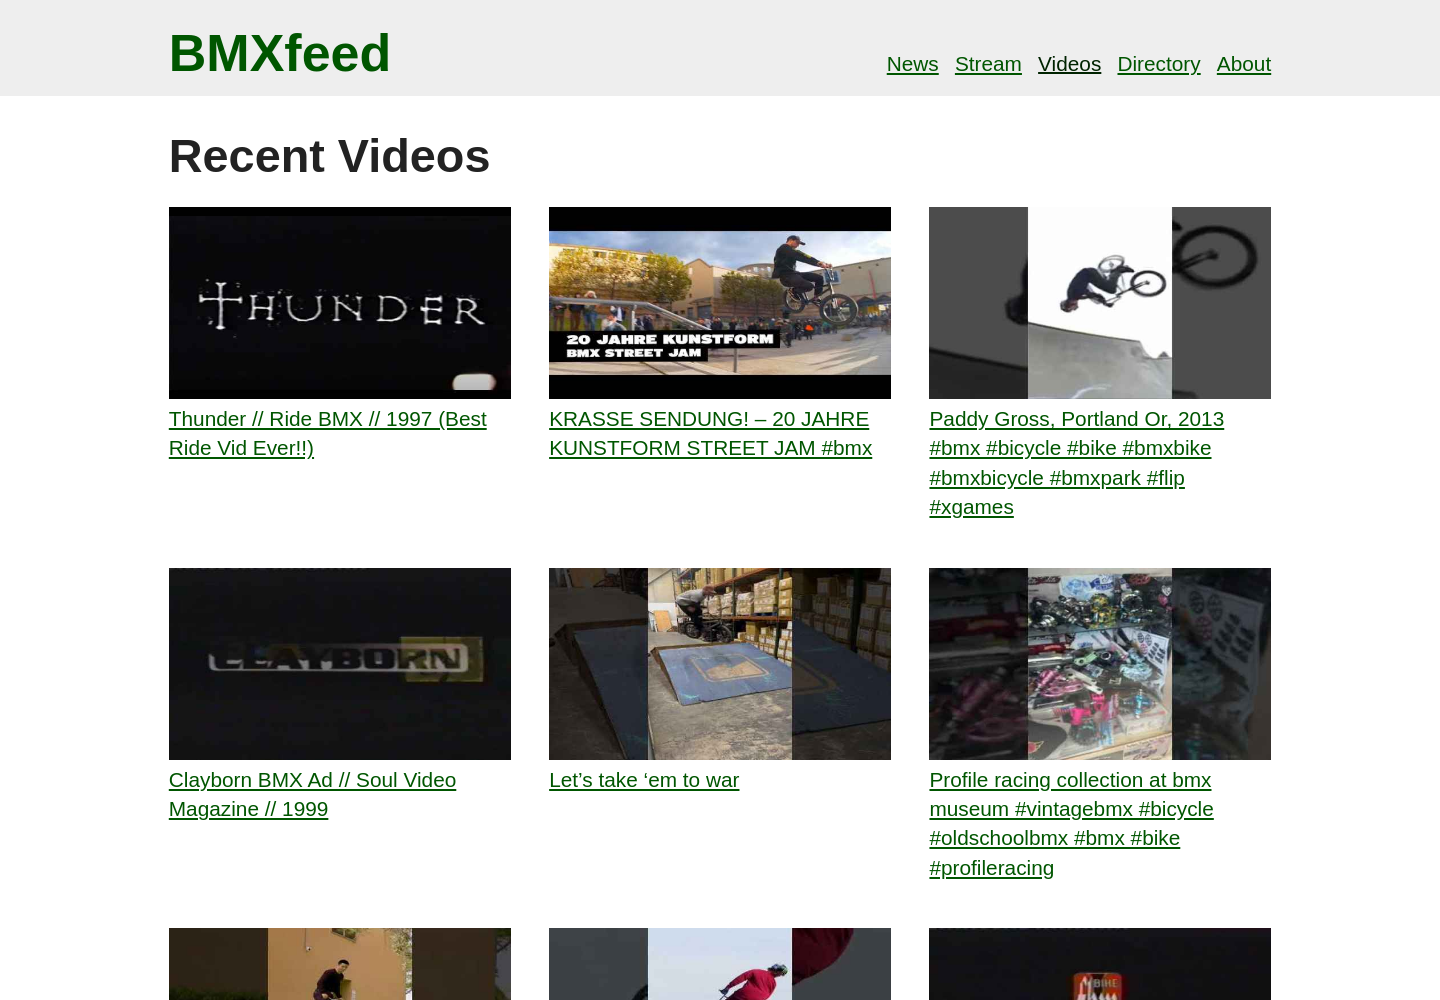 BMXfeed
News Stream Videos Directory About
Recent Videos
THUNDER
20 JAHRE KUNSTFORM
BMX STREET JAM
Thunder // Ride BMX // 1997 (Best
Ride Vid Ever!!)
KRASSE SENDUNG! – 20 JAHRE
KUNSTFORM STREET JAM #bmx
Paddy Gross, Portland Or, 2013
#bmx #bicycle #bike #bmxbike
#bmxbicycle #bmxpark #flip
#xgames
CLAYBORN
Clayborn BMX Ad // Soul Video
Magazine // 1999
Let’s take ‘em to war
Profile racing collection at bmx
museum #vintagebmx #bicycle
#oldschoolbmx #bmx #bike
#profileracing
BIKE